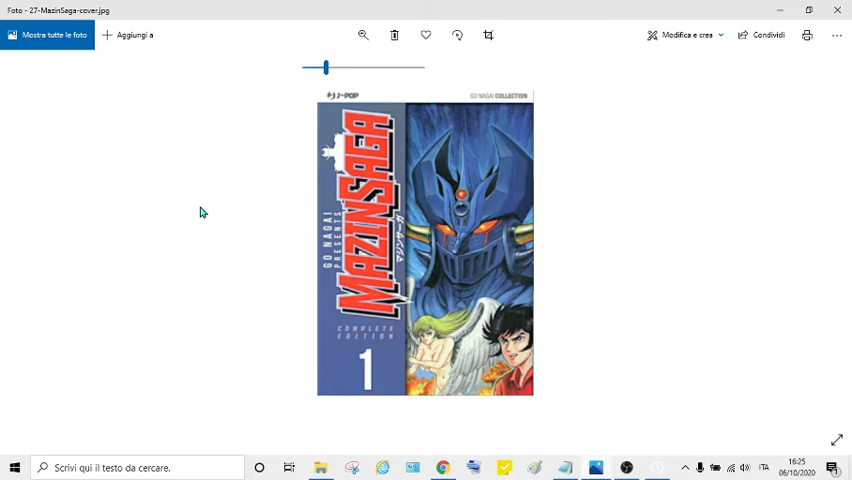 Foto - 27-MazinSaga-cover.jpg
Mostra tutte le foto
Aggiungi a
Modifica e crea
Condividi
J-POP
GO NAGAI COLLECTION
GO NAGAI
PRESENTS
MAZINSAGA
マジンサーガ
COMPLETE
EDITION
1
Scrivi qui il testo da cercare.
ITA
16:25
06/10/2020
1